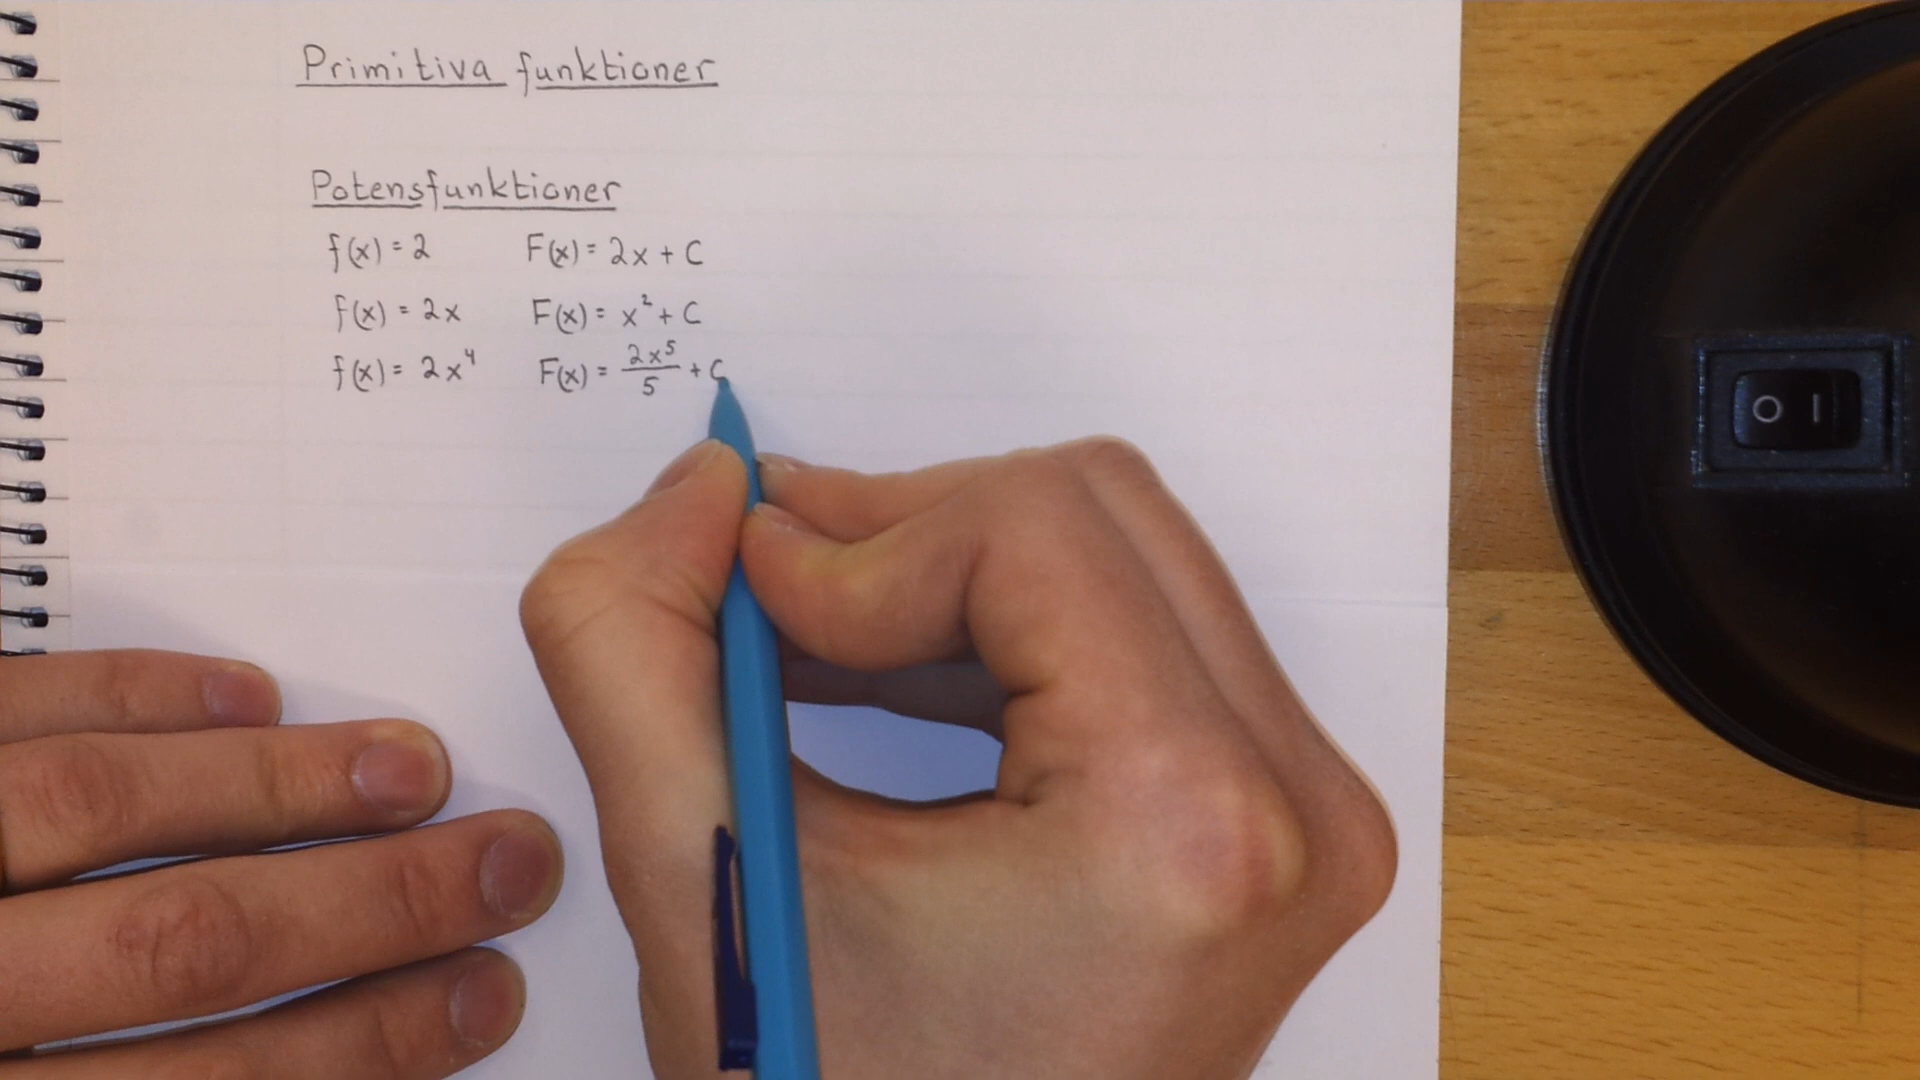 Primitiva funktioner
Potensfunktioner
f(x) = 2 F(x) = 2x + C
f(x) = 2x F(x) = x² + C
f(x) = 2x⁴ F(x) = 2x⁵/5 + C
O I